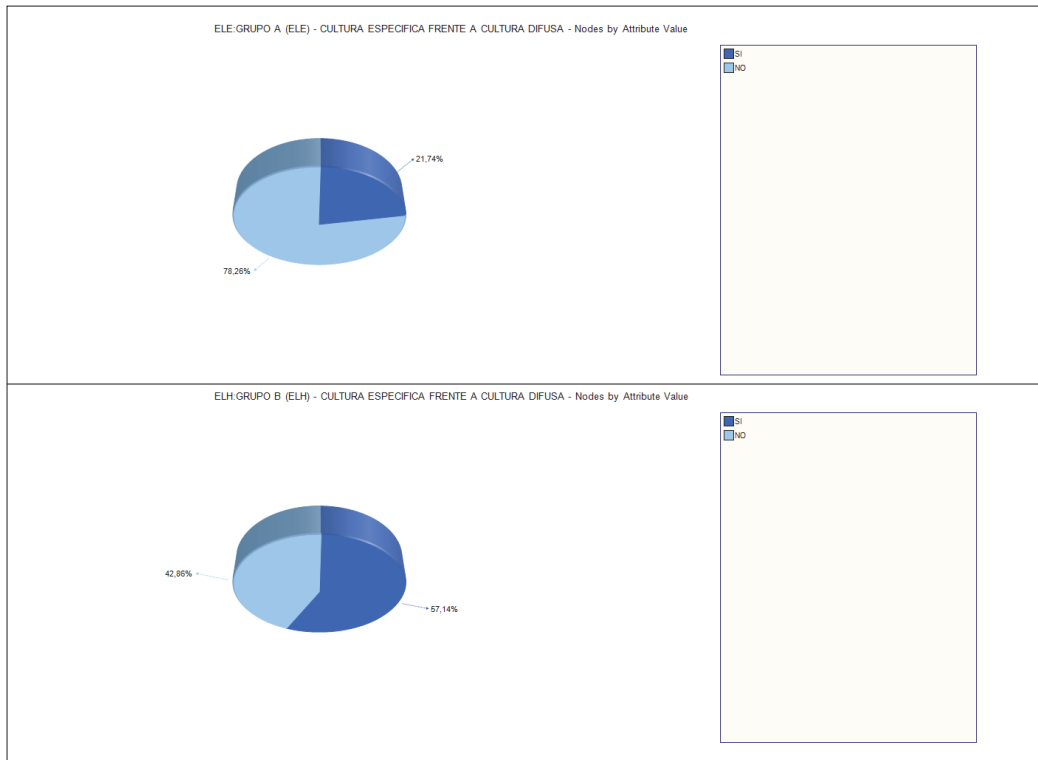 ELE:GRUPO A (ELE) - CULTURA ESPECIFICA FRENTE A CULTURA DIFUSA - Nodes by Attribute Value
SI
NO
21,74%
78,26%
ELH:GRUPO B (ELH) - CULTURA ESPECIFICA FRENTE A CULTURA DIFUSA - Nodes by Attribute Value
SI
NO
42,86%
57,14%